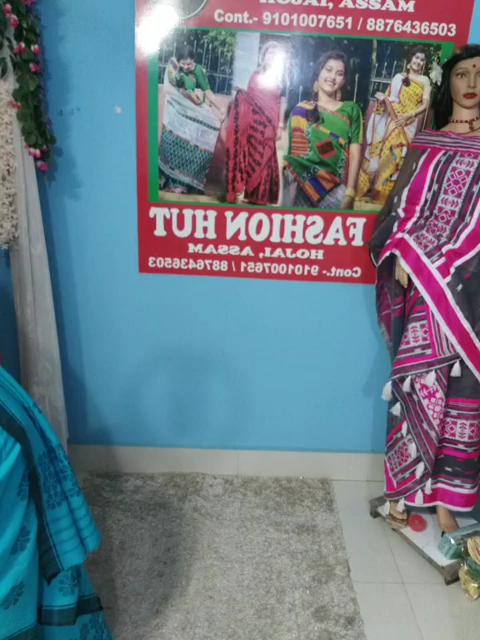 HOJAI, ASSAM
Cont.- 9101007651 / 8876436503
FASHION HUT
HOJAI, ASSAM
Cont.- 9101007651 / 8876436503